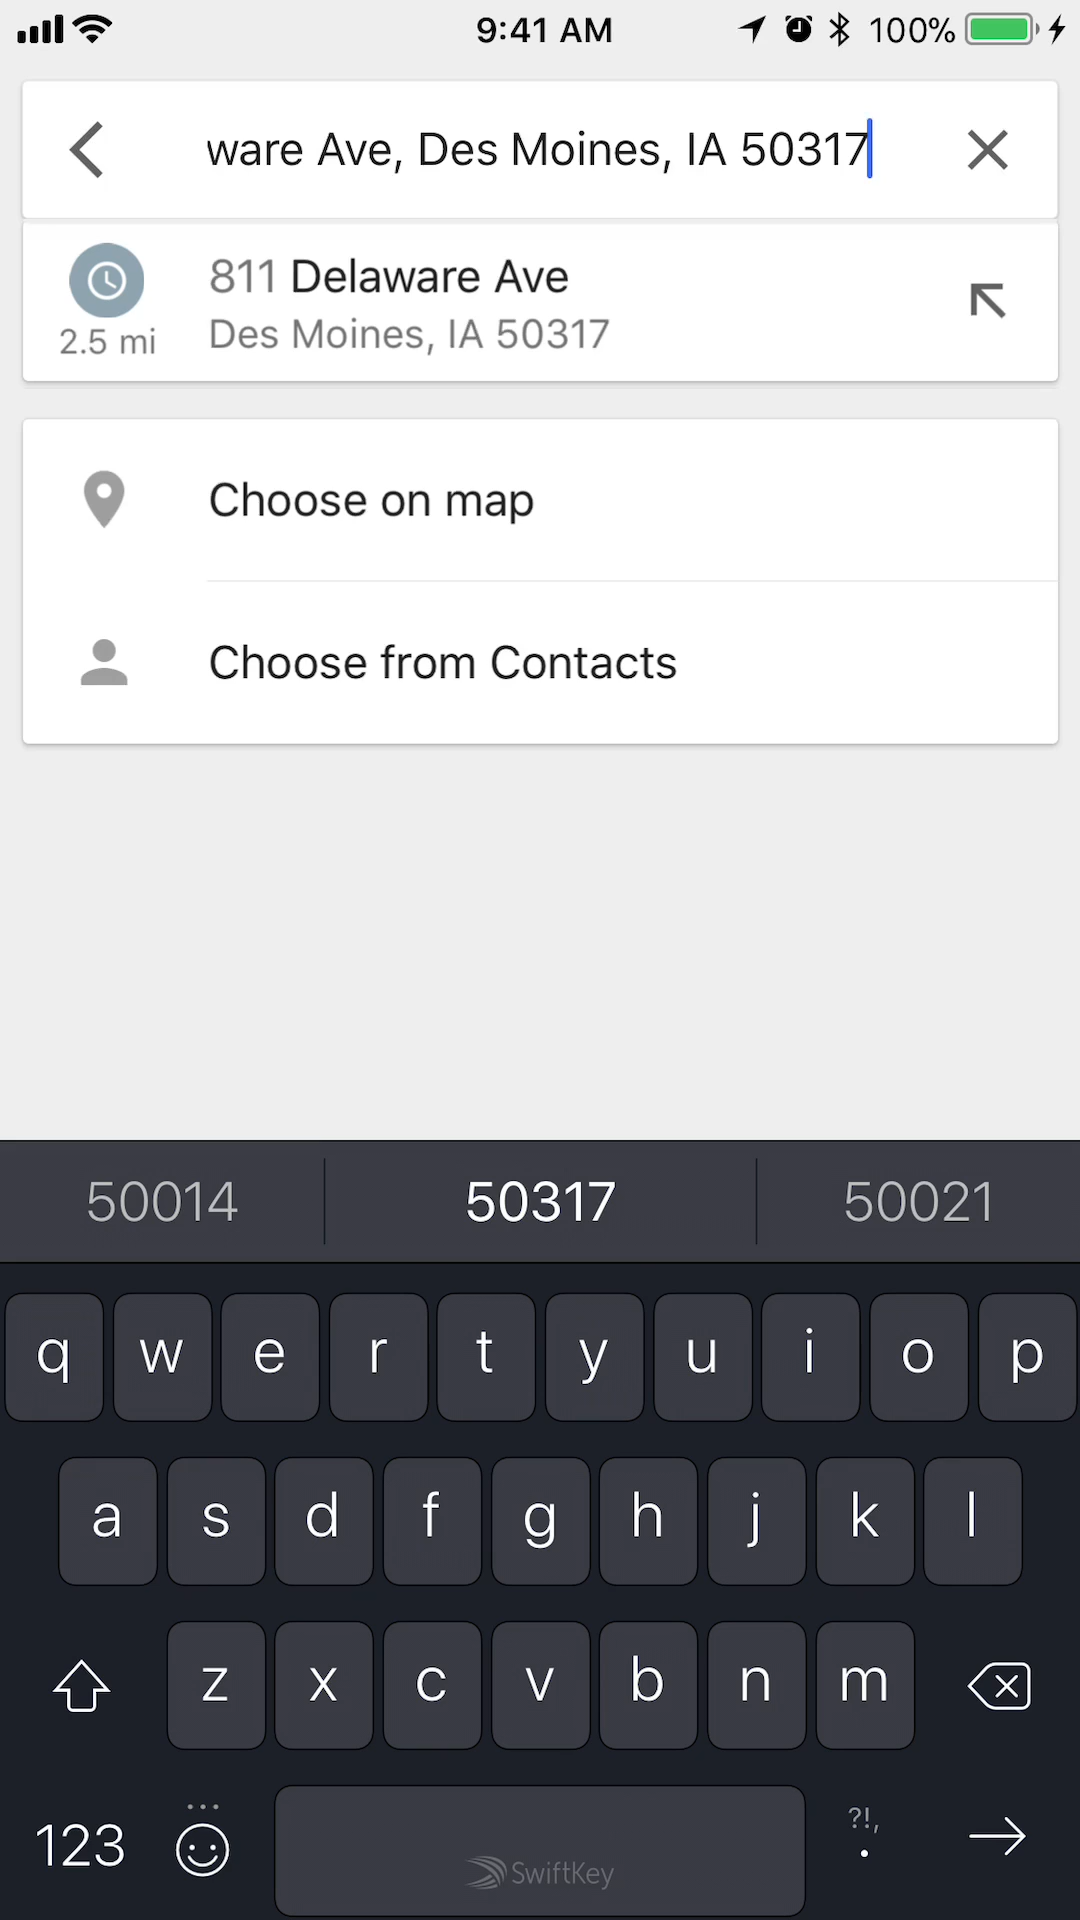 9:41 AM 100%
ware Ave, Des Moines, IA 50317
811 Delaware Ave
2.5 mi Des Moines, IA 50317
Choose on map
Choose from Contacts
50014 50317 50021
q w e r t y u i o p
a s d f g h j k l
z x c v b n m
123 ... SwiftKey ?!, .